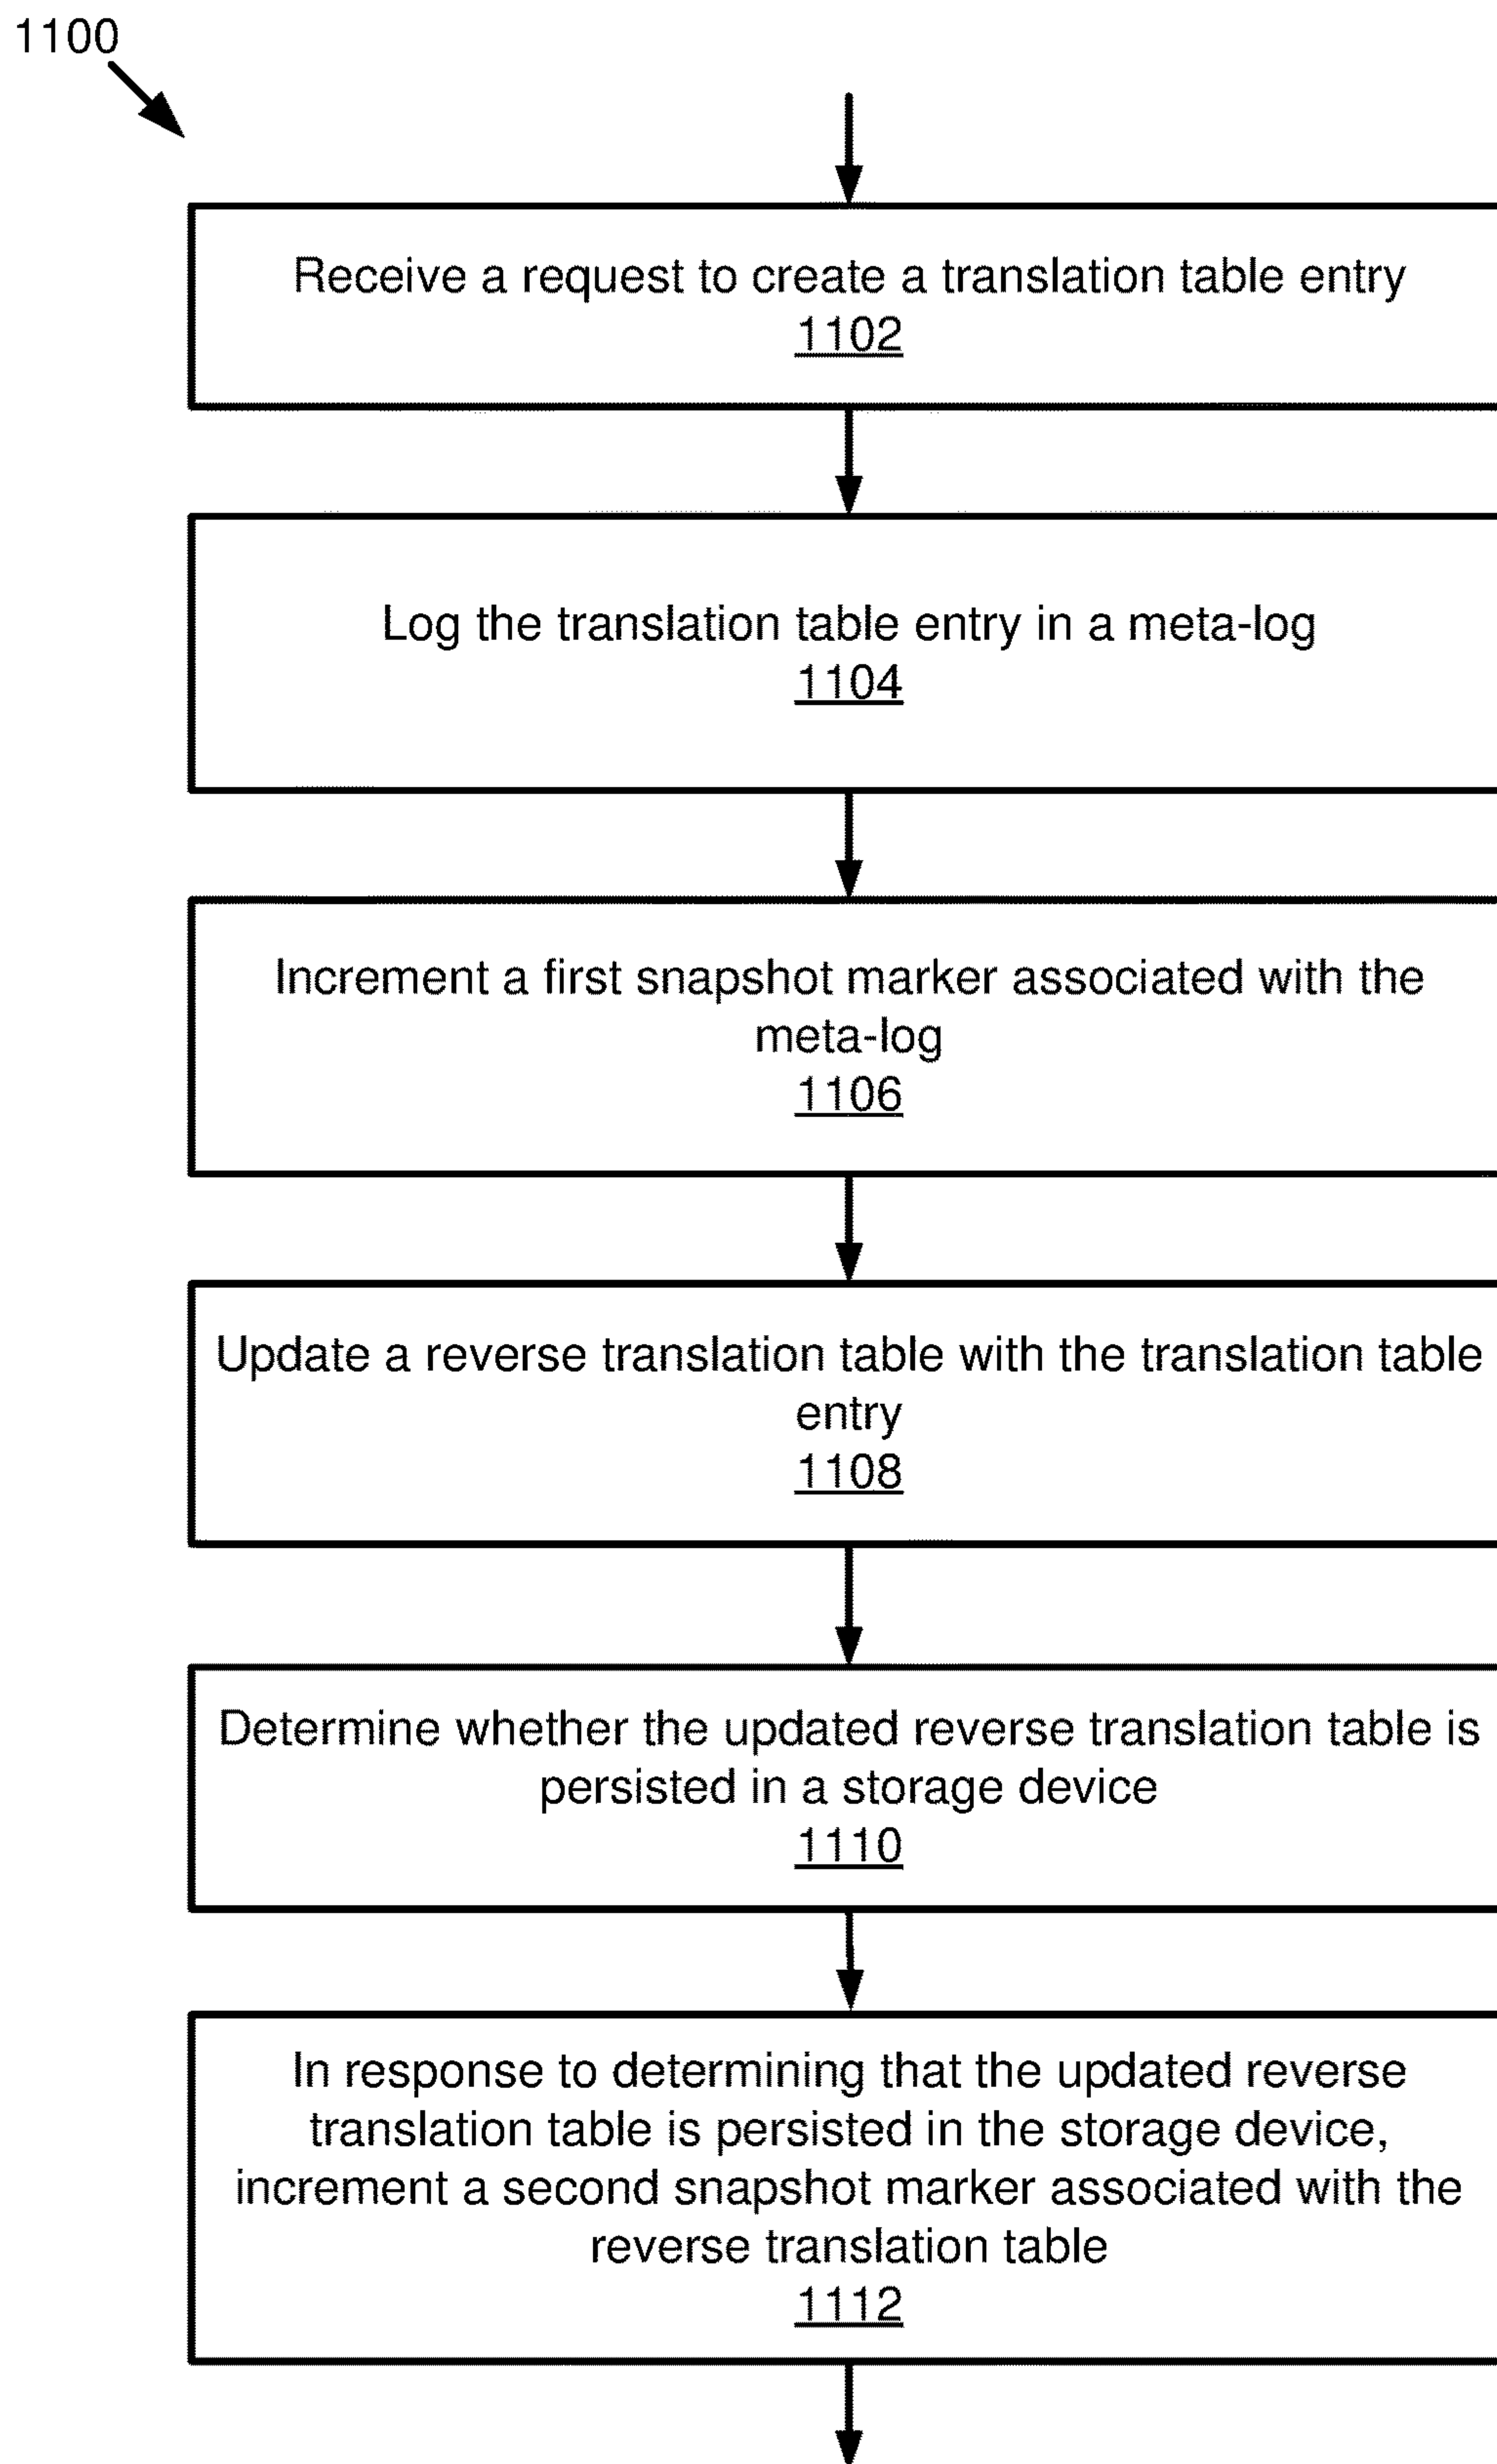 1100
Receive a request to create a translation table entry
1102
Log the translation table entry in a meta-log
1104
Increment a first snapshot marker associated with the
meta-log
1106
Update a reverse translation table with the translation table
entry
1108
Determine whether the updated reverse translation table is
persisted in a storage device
1110
In response to determining that the updated reverse
translation table is persisted in the storage device,
increment a second snapshot marker associated with the
reverse translation table
1112